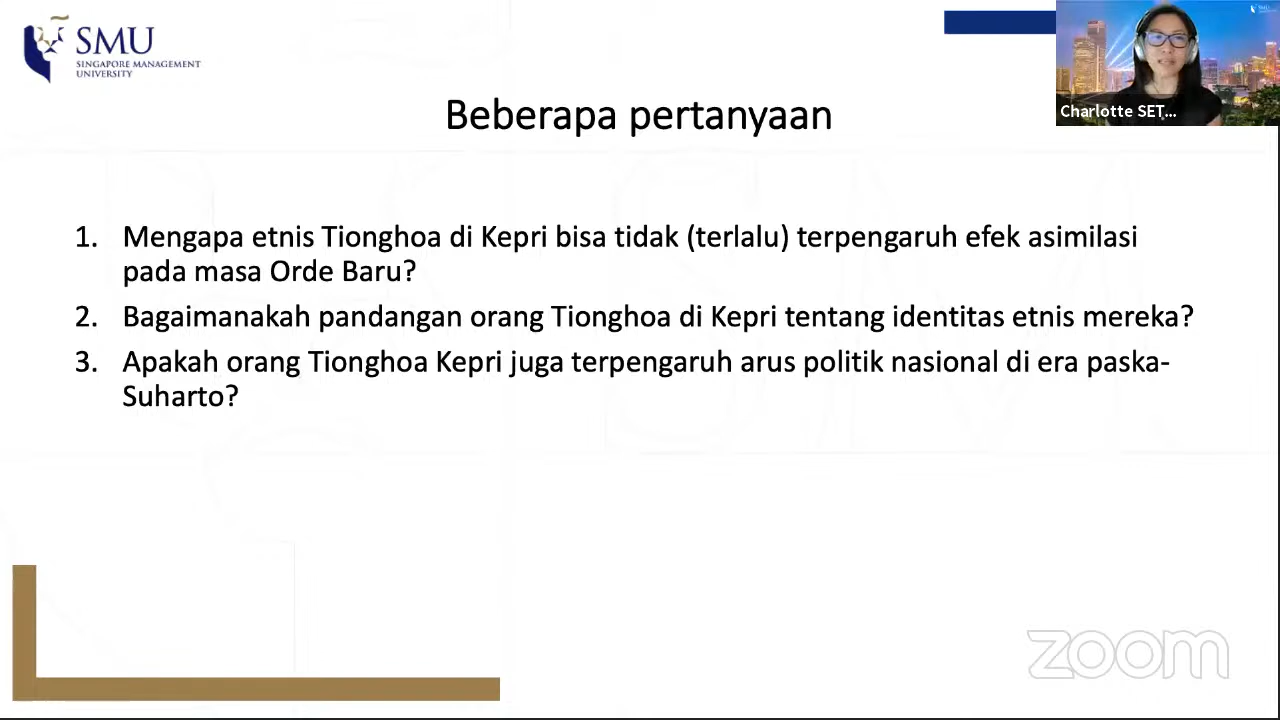 SMU
SINGAPORE MANAGEMENT
UNIVERSITY
SMU
Charlotte SET...
Beberapa pertanyaan
1. Mengapa etnis Tionghoa di Kepri bisa tidak (terlalu) terpengaruh efek asimilasi
pada masa Orde Baru?
2. Bagaimanakah pandangan orang Tionghoa di Kepri tentang identitas etnis mereka?
3. Apakah orang Tionghoa Kepri juga terpengaruh arus politik nasional di era paska-
Suharto?
zoom